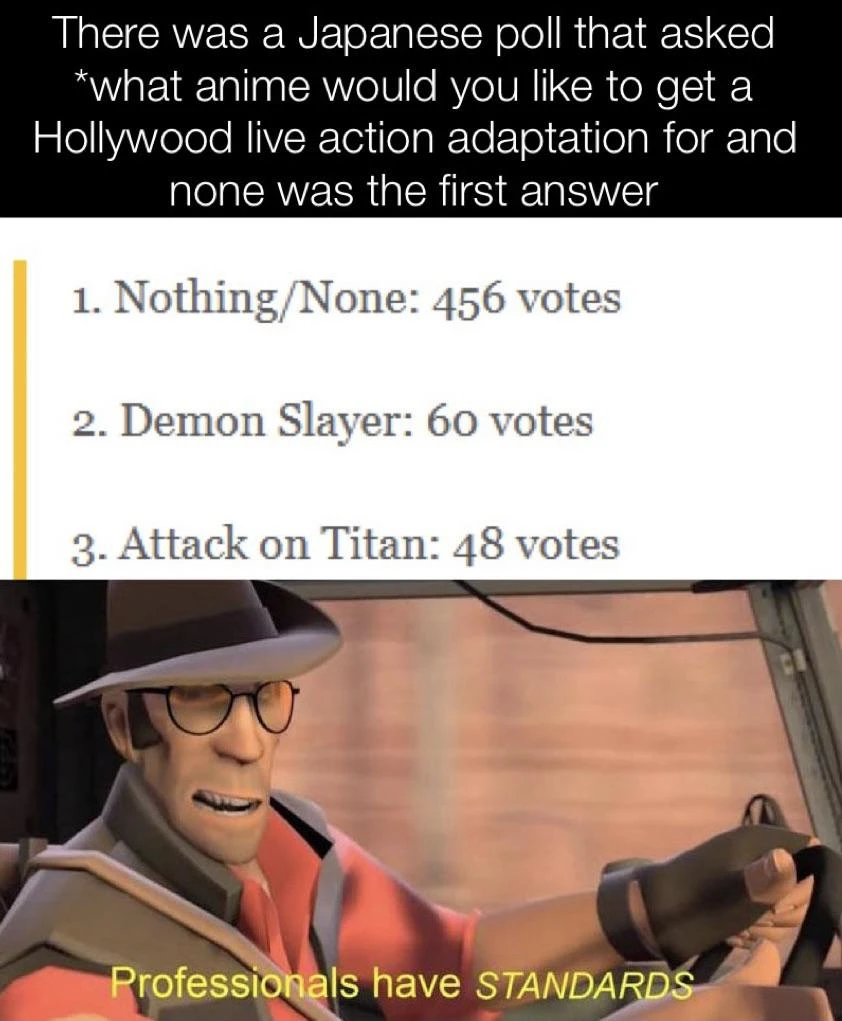 There was a Japanese poll that asked
*what anime would you like to get a
Hollywood live action adaptation for and
none was the first answer
1. Nothing/None: 456 votes
2. Demon Slayer: 60 votes
3. Attack on Titan: 48 votes
Professionals have STANDARDS